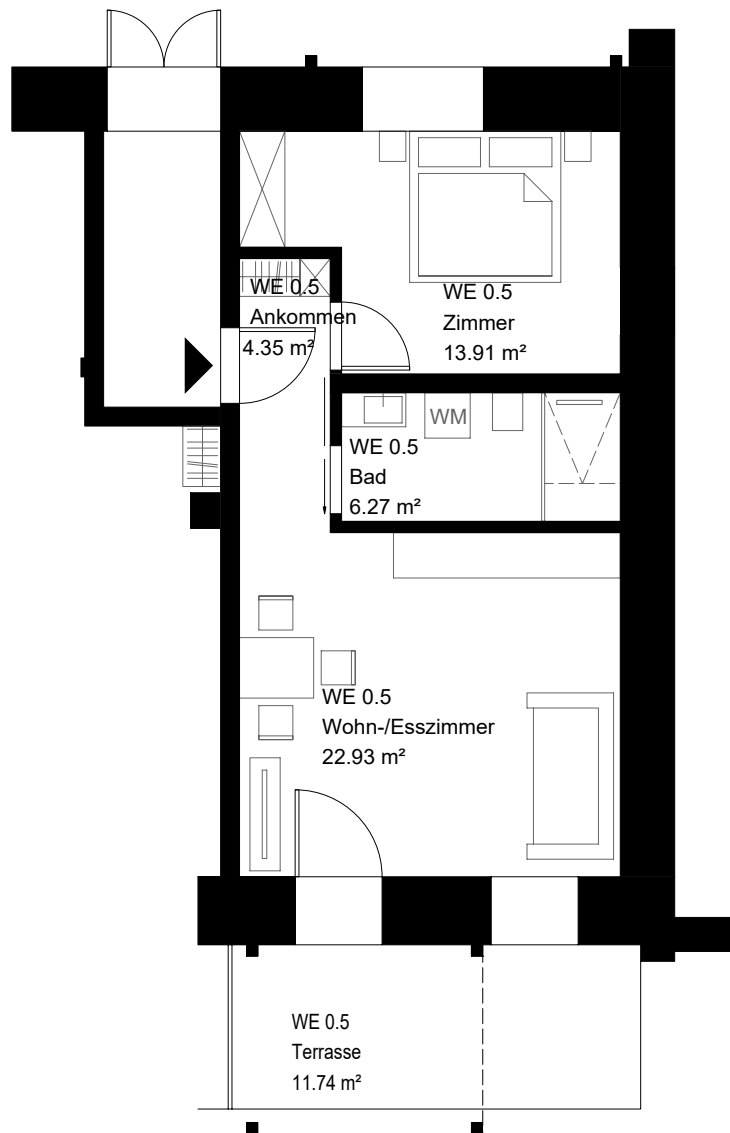 WE 0.5
Ankommen
4.35 m²
WE 0.5
Zimmer
13.91 m²
WM
WE 0.5
Bad
6.27 m²
WE 0.5
Wohn-/Esszimmer
22.93 m²
WE 0.5
Terrasse
11.74 m²